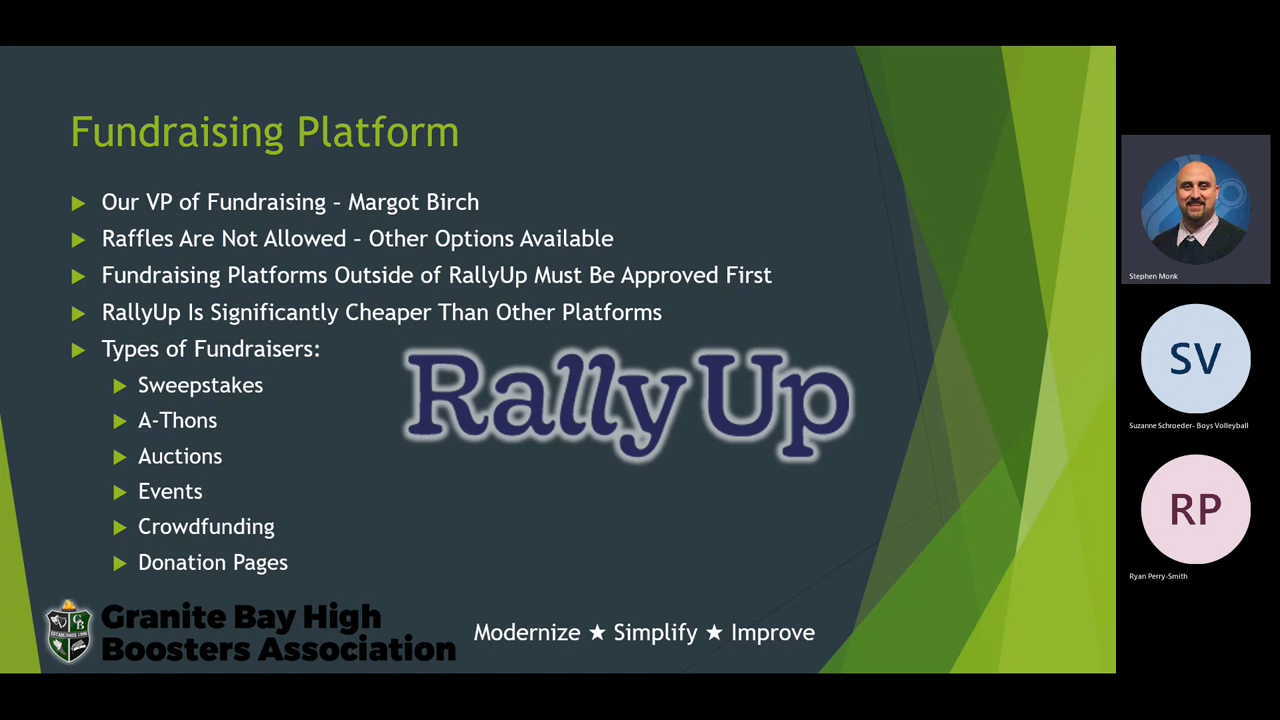 Fundraising Platform
Our VP of Fundraising – Margot Birch
Raffles Are Not Allowed – Other Options Available
Fundraising Platforms Outside of RallyUp Must Be Approved First
RallyUp Is Significantly Cheaper Than Other Platforms
Types of Fundraisers:
Sweepstakes
A-Thons
Auctions
Events
Crowdfunding
Donation Pages
RallyUp
Granite Bay High
Boosters Association
Modernize ★ Simplify ★ Improve
Stephen Monk
SV
Suzanne Schroeder- Boys Volleyball
RP
Ryan Perry-Smith